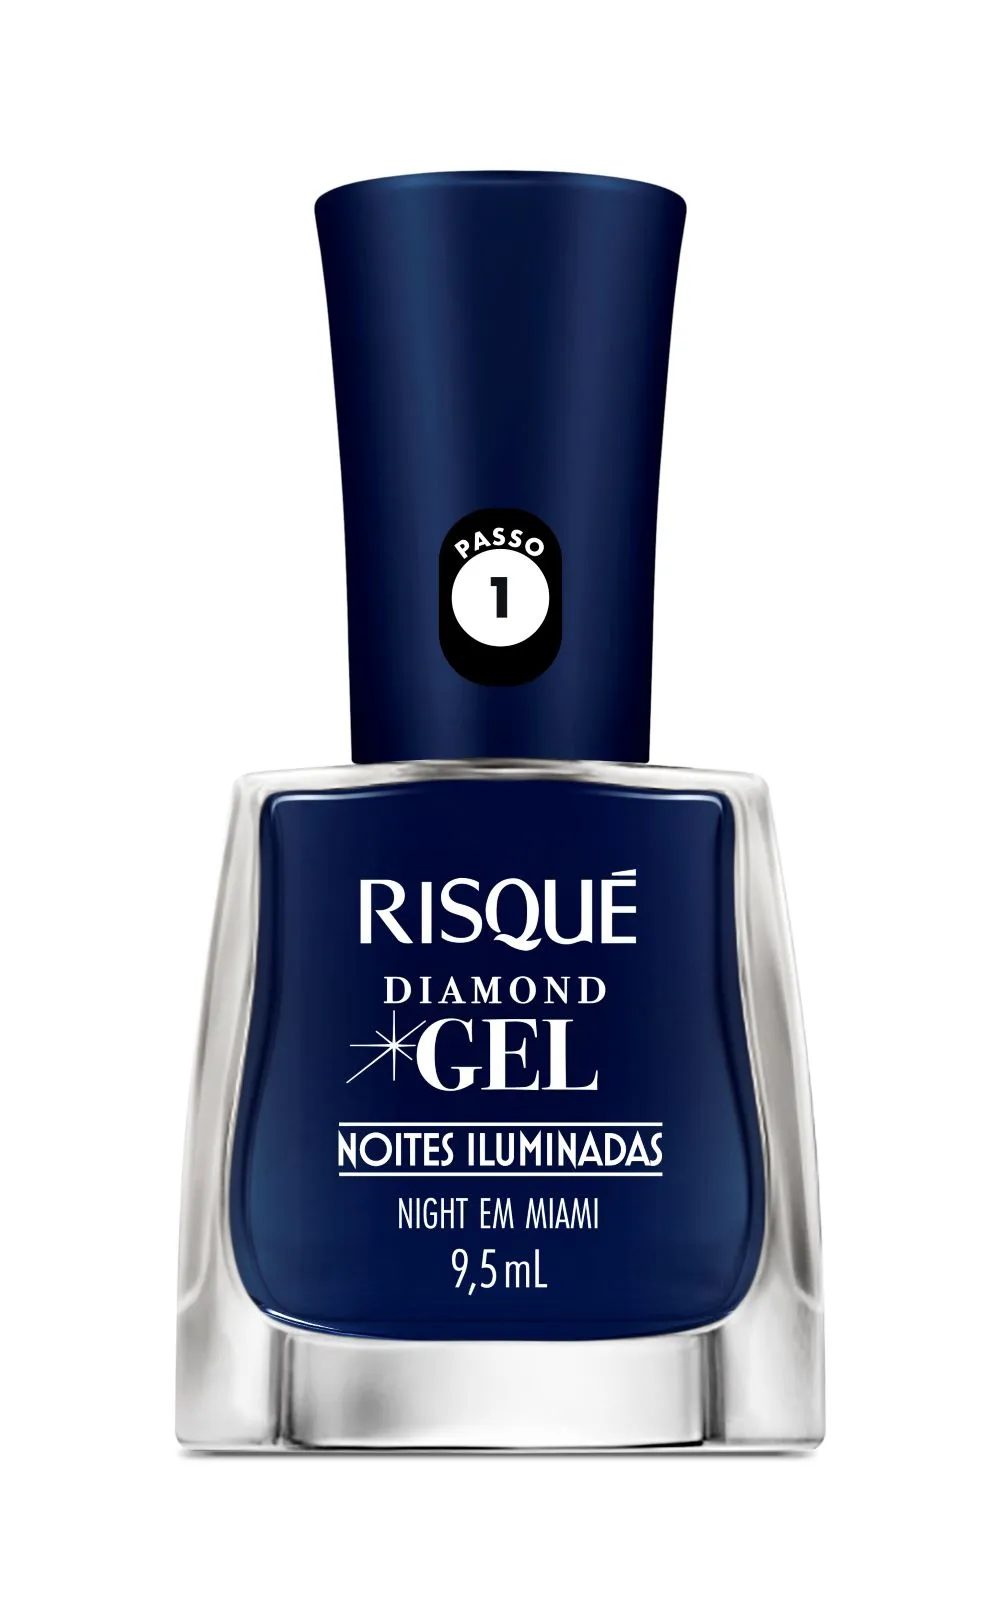 PASSO
1
RISQUÉ
DIAMOND
GEL
NOITES ILUMINADAS
NIGHT EM MIAMI
9,5 mL